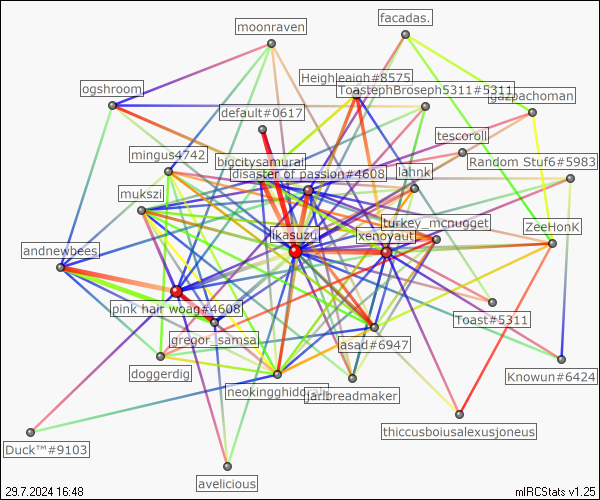 facadas.
moonraven
Heighleaigh#8575
ogshroom
ToastephBroseph5311#5311
gazpachoman
default#0617
tescoroll
mingus4742
bigcitysamurai
Random Stuf6#5983
disaster of passion#4608
lahnk
mukszi
turkey_mcnugget
ikasuzu
xenoyaut
ZeeHonK
andnewbees
pink hair woag#4608
Toast#5311
gregor_samsa
asad#6947
doggerdig
Knowun#6424
neokingghidorah
jarlbreadmaker
thiccusboiusalexusjoneus
Duck™#9103
avelicious
29.7.2024 16:48
mIRCStats v1.25